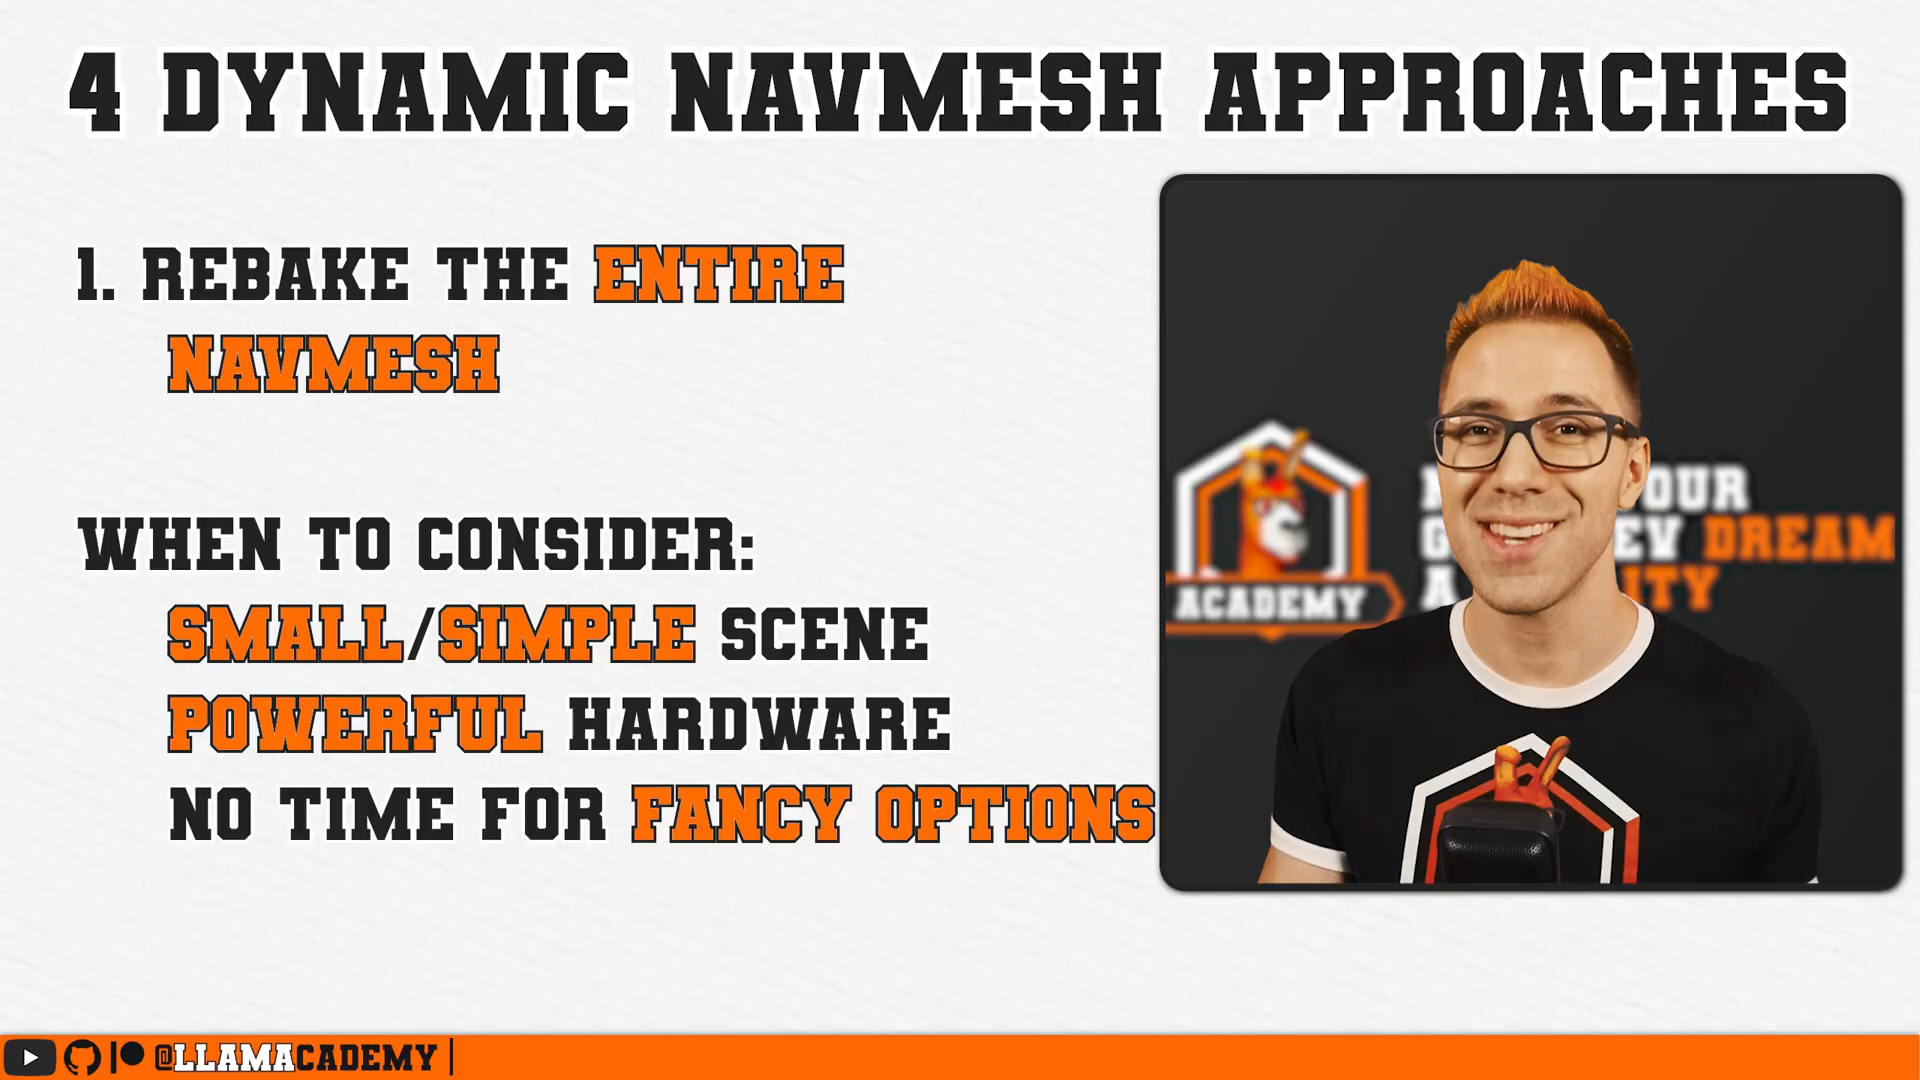 4 DYNAMIC NAVMESH APPROACHES
1. REBAKE THE ENTIRE
NAVMESH
WHEN TO CONSIDER:
SMALL/SIMPLE SCENE
POWERFUL HARDWARE
NO TIME FOR FANCY OPTIONS
ACADEMY
DREAM
A
@LLAMACADEMY